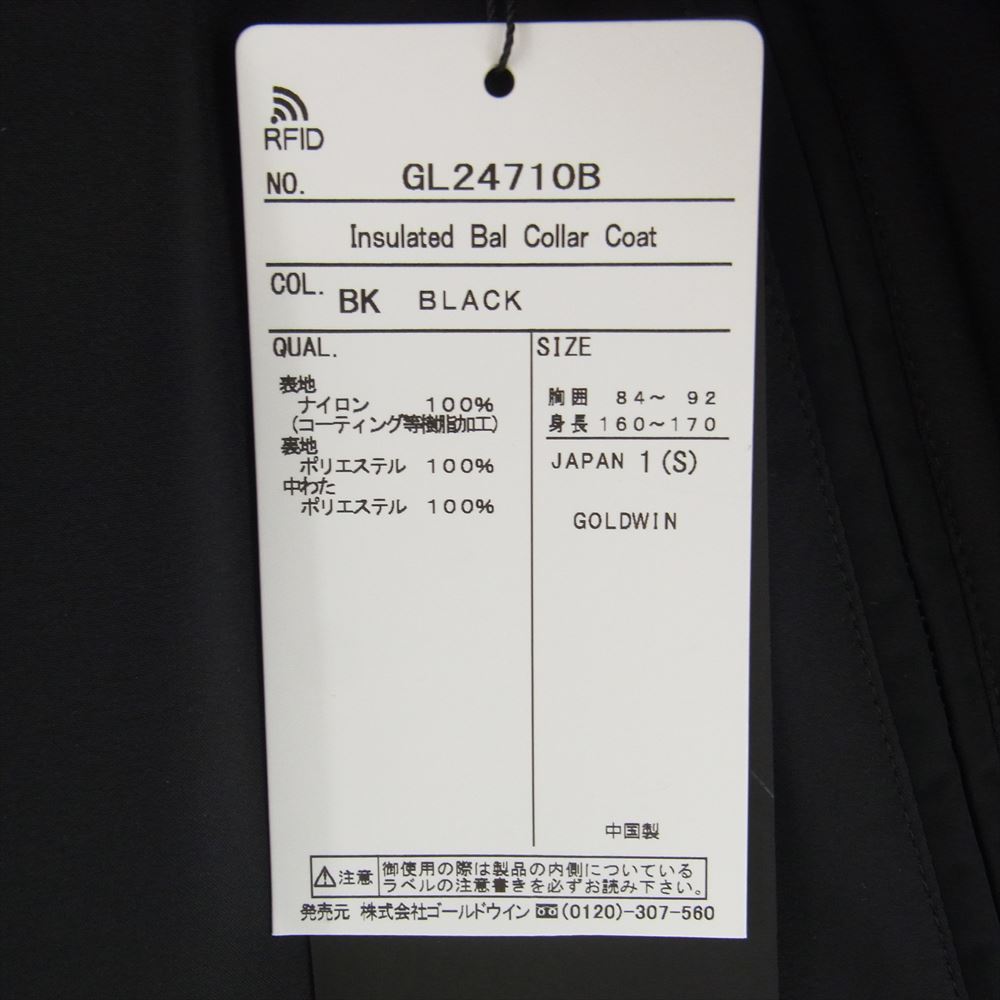 RFID
NO. GL24710B
Insulated Bal Collar Coat
COL. BK BLACK
QUAL.
表地
ナイロン 100%
(コーティング等樹脂加工)
裏地
ポリエステル 100%
中わた
ポリエステル 100%
SIZE
胸囲 84～ 92
身長 160～170
JAPAN 1(S)
GOLDWIN
中国製
注意
御使用の際は製品の内側についている
ラベルの注意書きを必ずお読み下さい。
発売元 株式会社ゴールドウイン (0120)-307-560